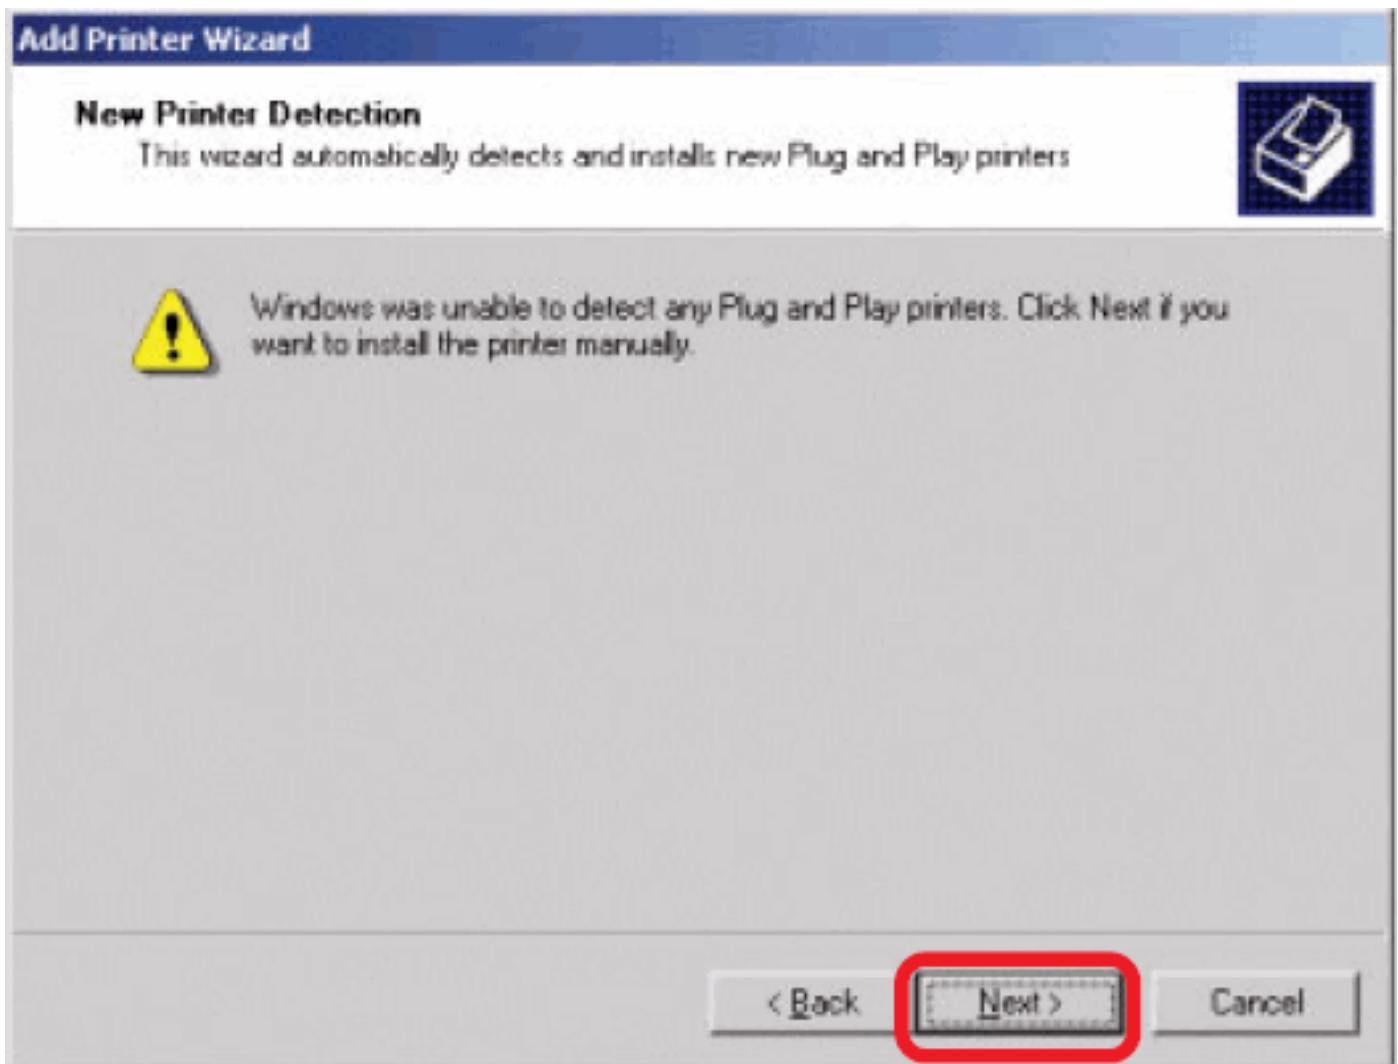 Add Printer Wizard
New Printer Detection
This wizard automatically detects and installs new Plug and Play printers
Windows was unable to detect any Plug and Play printers. Click Next if you
want to install the printer manually.
< Back
Next >
Cancel